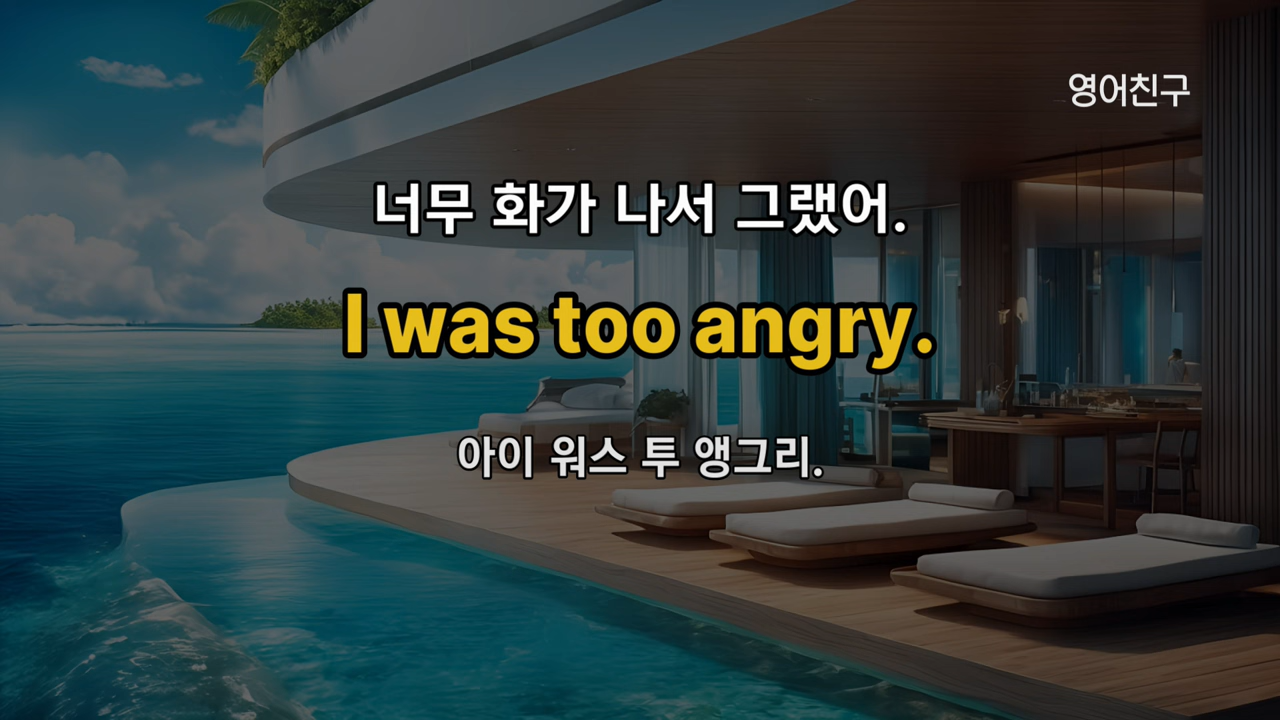 영어친구
너무 화가 나서 그랬어.
I was too angry.
아이 워스 투 앵그리.